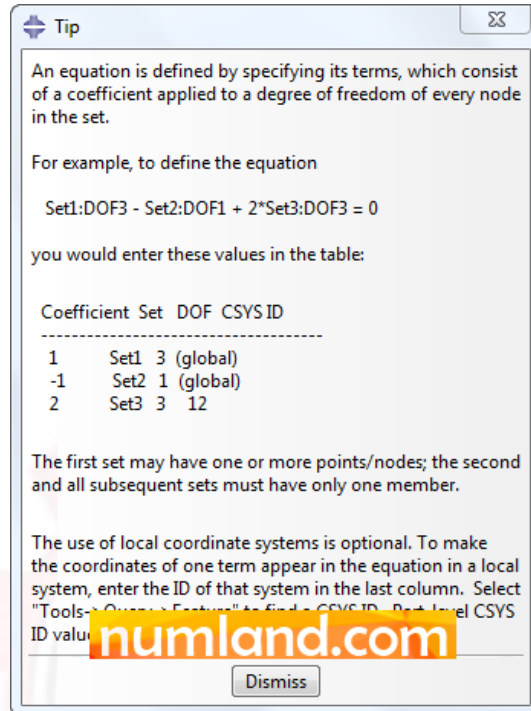 Tip
An equation is defined by specifying its terms, which consist
of a coefficient applied to a degree of freedom of every node
in the set.
For example, to define the equation
Set1:DOF3 - Set2:DOF1 + 2*Set3:DOF3 = 0
you would enter these values in the table:
Coefficient Set DOF CSYS ID
------------------------------------
1 Set1 3 (global)
-1 Set2 1 (global)
2 Set3 3 12
The first set may have one or more points/nodes; the second
and all subsequent sets must have only one member.
The use of local coordinate systems is optional. To make
the coordinates of one term appear in the equation in a local
system, enter the ID of that system in the last column. Select
"Tools-> Query-> Feature" to find a CSYS ID. Part-level CSYS
ID
numland.com
Dismiss